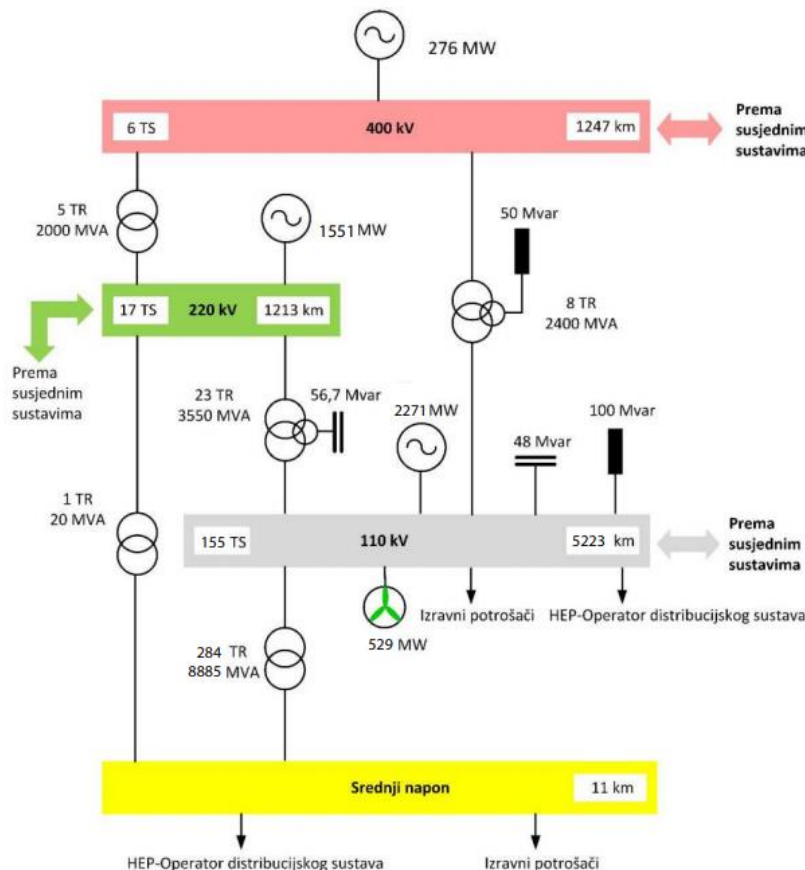 276 MW
6 TS
400 kV
1247 km
Prema
susjednim
sustavima
5 TR
2000 MVA
1551 MW
50 Mvar
8 TR
2400 MVA
17 TS
220 kV
1213 km
Prema
susjednim
sustavima
23 TR
3550 MVA
56,7 Mvar
2271 MW
48 Mvar
100 Mvar
1 TR
20 MVA
155 TS
110 kV
5223 km
Prema
susjednim
sustavima
529 MW
Izravni potrošači
HEP-Operator distribucijskog sustava
284 TR
8885 MVA
Srednji napon
11 km
HEP-Operator distribucijskog sustava
Izravni potrošači